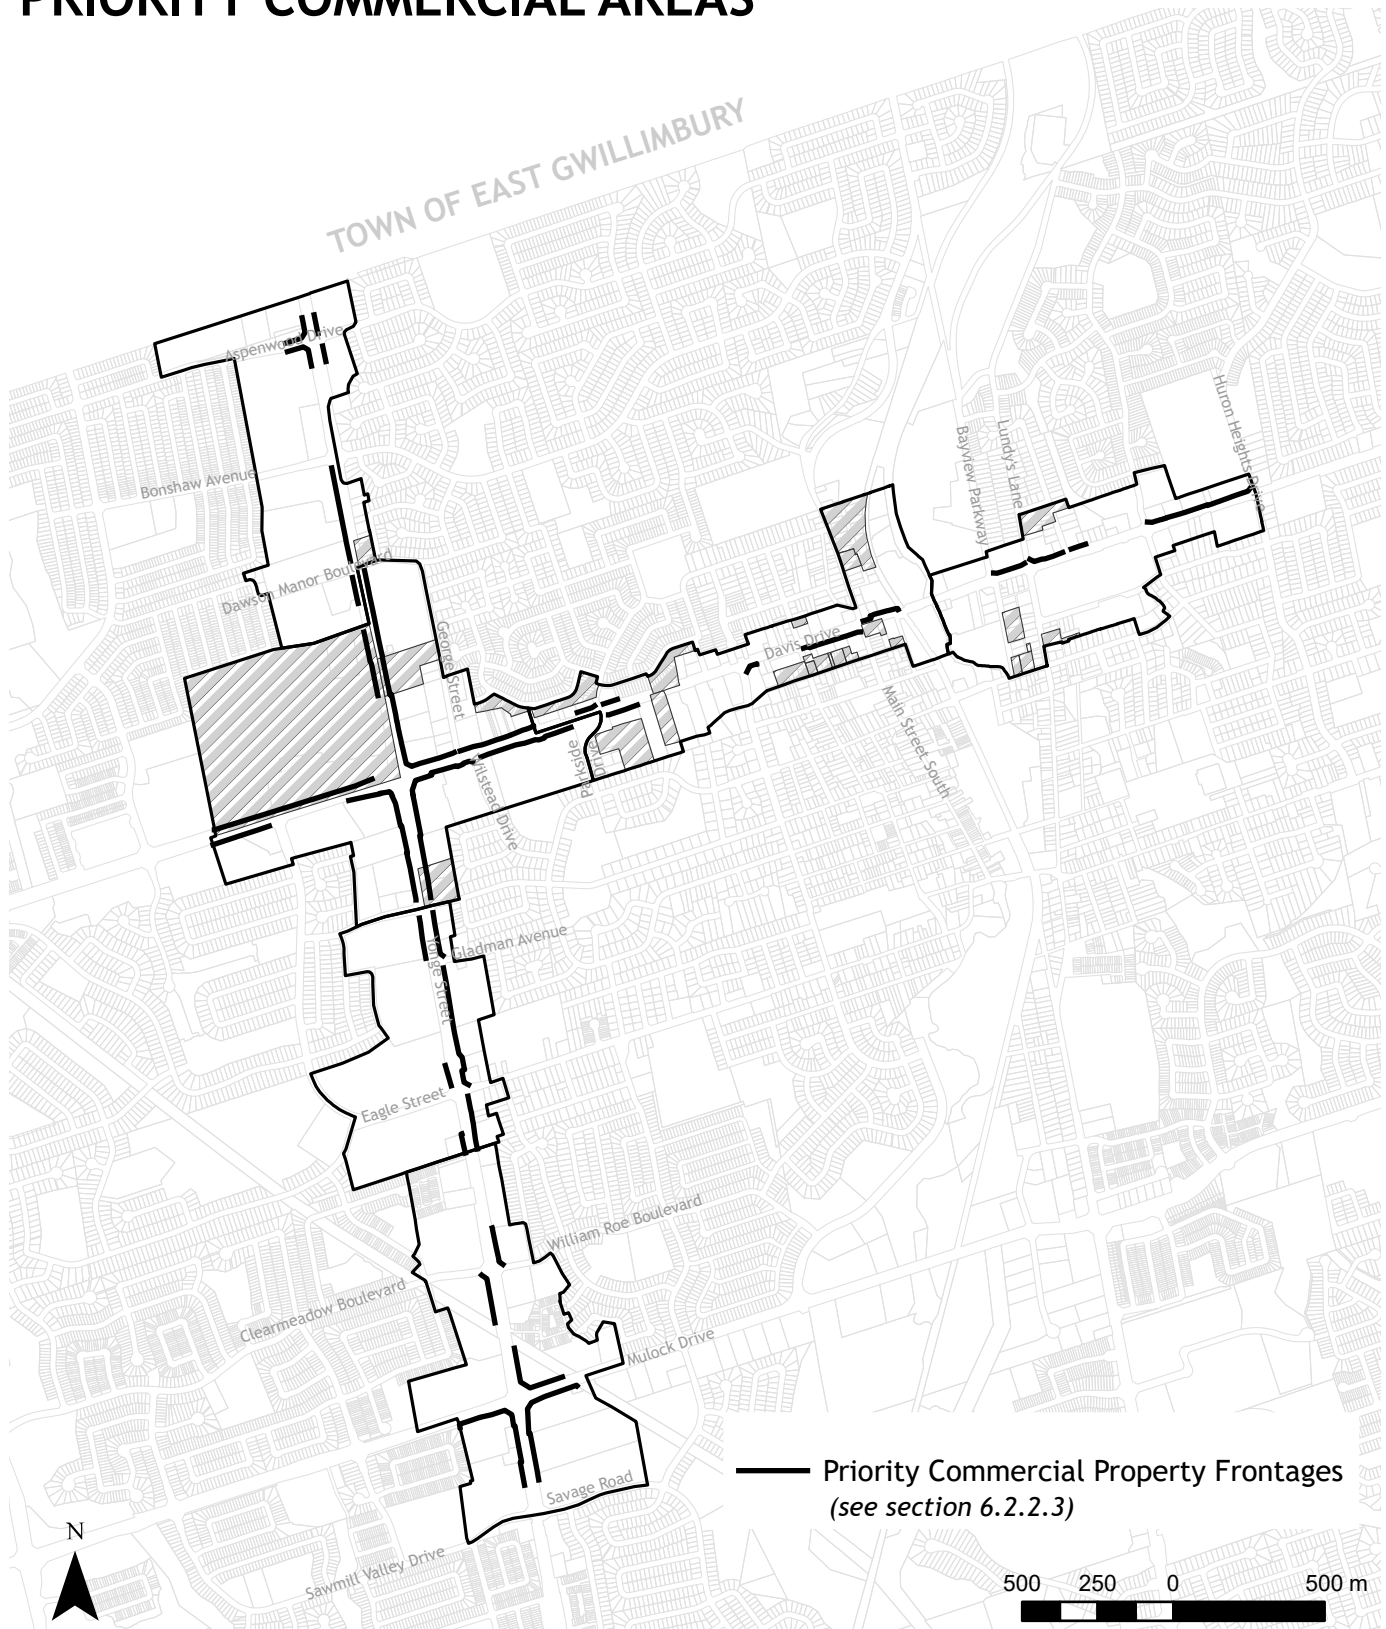 PRIORITY COMMERCIAL AREAS
TOWN OF EAST GWILLIMBURY
Aspenwood Drive
Bonshaw Avenue
Dawson Manor Boulevard
George Street
Huron Heights Drive
Lundy's Lane
Bayview Parkway
Davis Drive
Main Street South
Parkside
Drive
Wilstead Drive
Yonge Street
Gladman Avenue
Eagle Street
William Roe Boulevard
Clearmeadow Boulevard
Mulock Drive
Savage Road
Sawmill Valley Drive
Priority Commercial Property Frontages
(see section 6.2.2.3)
N
500 250 0 500 m